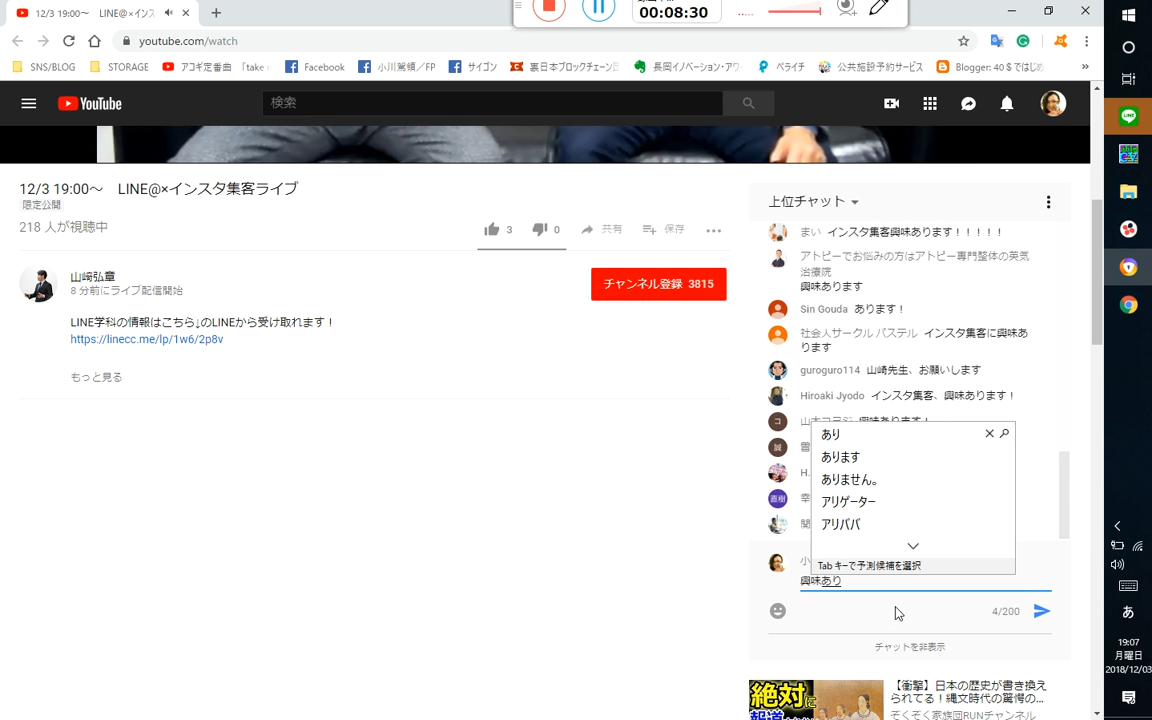 12/3 19:00～ LINE@×インス
00:08:30
youtube.com/watch
SNS/BLOG
STORAGE
アコギ定番曲 「take
Facebook
小川篤領／FP
サイゴン
裏日本ブロックチェーン
長岡イノベーション・アワ
ペライチ
公共施設予約サービス
Blogger: 40＄ではじめ
»
YouTube
検索
12/3 19:00～ LINE@×インスタ集客ライブ
限定公開
218 人が視聴中
3
0
共有
保存
山﨑弘章
8 分前にライブ配信開始
チャンネル登録 3815
LINE学科の情報はこちら↓のLINEから受け取れます！
https://linecc.me/lp/1w6/2p8v
もっと見る
上位チャット
まい インスタ集客興味あります！！！！！
アトピーでお悩みの方はアトピー専門整体の英気
治療院
興味あります
Sin Gouda あります！
社会人サークル パステル インスタ集客に興味あ
ります
guroguro114 山﨑先生、お願いします
Hiroaki Jyodo インスタ集客、興味あります！
コ
誠
H.
直樹 幸
あり
あります
ありません。
アリゲーター
アリババ
Tab キーで予測候補を選択
小
興味あり
4/200
チャットを非表示
絶対に
【衝撃】日本の歴史が書き換え
られてる！縄文時代の驚愕の...
ぞくぞく家族団RUNチャンネル
LINE
あ
19:07
月曜日
2018/12/03